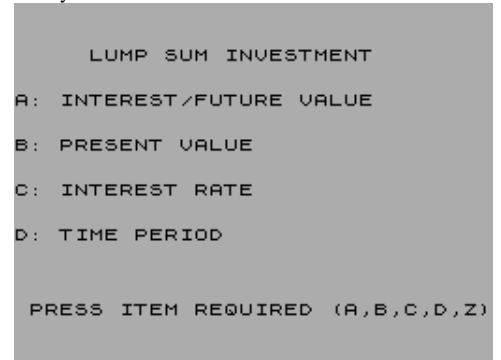 LUMP SUM INVESTMENT
A: INTEREST/FUTURE VALUE
B: PRESENT VALUE
C: INTEREST RATE
D: TIME PERIOD
PRESS ITEM REQUIRED (A,B,C,D,Z)